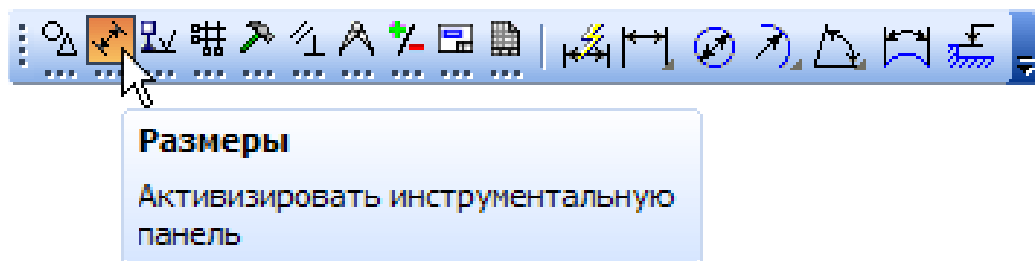 Размеры
Активизировать инструментальную
панель